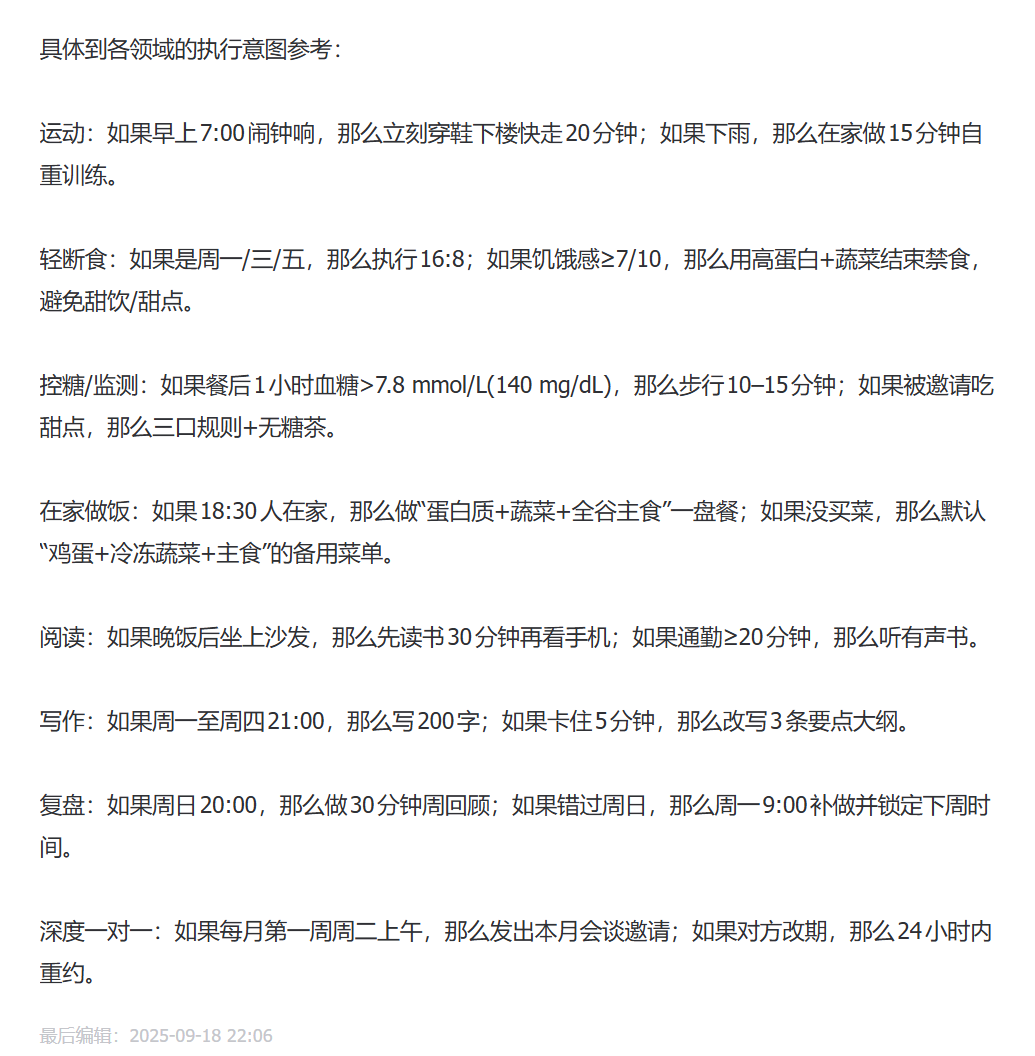 具体到各领域的执行意图参考：
运动：如果早上7:00闹钟响，那么立刻穿鞋下楼快走20分钟；如果下雨，那么在家做15分钟自
重训练。
轻断食：如果是周一/三/五，那么执行16:8；如果饥饿感≥7/10，那么用高蛋白+蔬菜结束禁食，
避免甜饮/甜点。
控糖/监测：如果餐后1小时血糖>7.8 mmol/L(140 mg/dL)，那么步行10–15分钟；如果被邀请吃
甜点，那么三口规则+无糖茶。
在家做饭：如果18:30人在家，那么做“蛋白质+蔬菜+全谷主食”一盘餐；如果没买菜，那么默认
“鸡蛋+冷冻蔬菜+主食”的备用菜单。
阅读：如果晚饭后坐上沙发，那么先读书30分钟再看手机；如果通勤≥20分钟，那么听有声书。
写作：如果周一至周四21:00，那么写200字；如果卡住5分钟，那么改写3条要点大纲。
复盘：如果周日20:00，那么做30分钟周回顾；如果错过周日，那么周一9:00补做并锁定下周时
间。
深度一对一：如果每月第一周周二上午，那么发出本月会谈邀请；如果对方改期，那么24小时内
重约。
最后编辑：2025-09-18 22:06